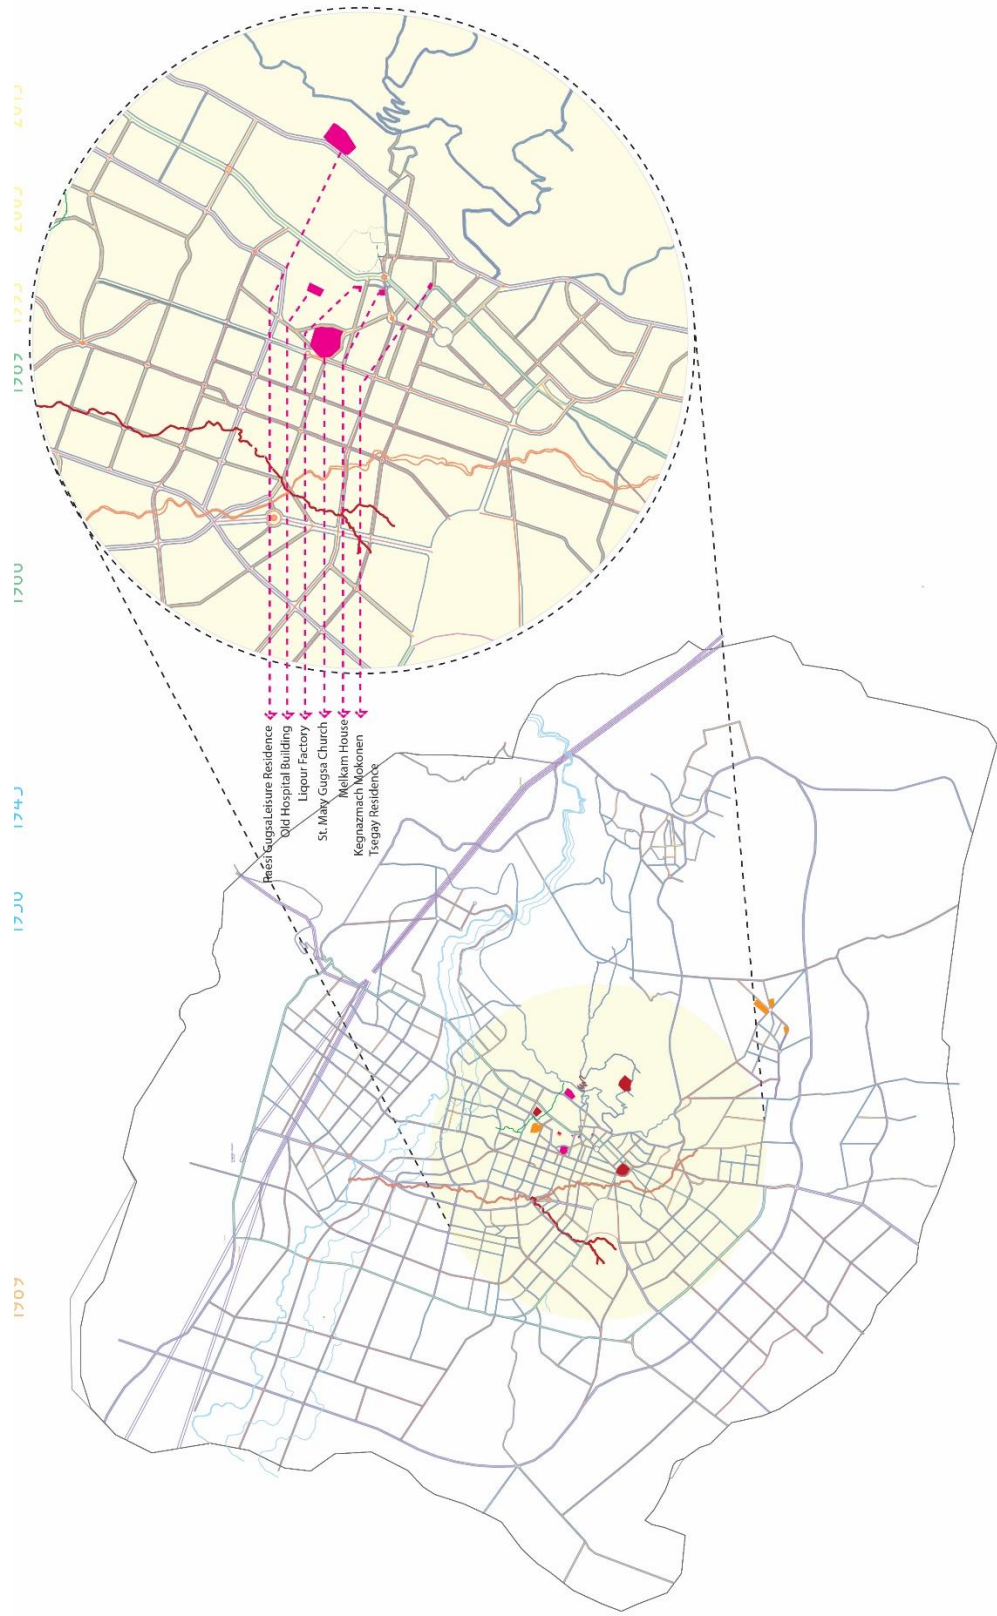 Raesi GugsaLeisure Residence
Old Hospital Building
Liqour Factory
St. Mary Gugsa Church
Melkam House
Kegnazmach Mokonen
Tsegay Residence